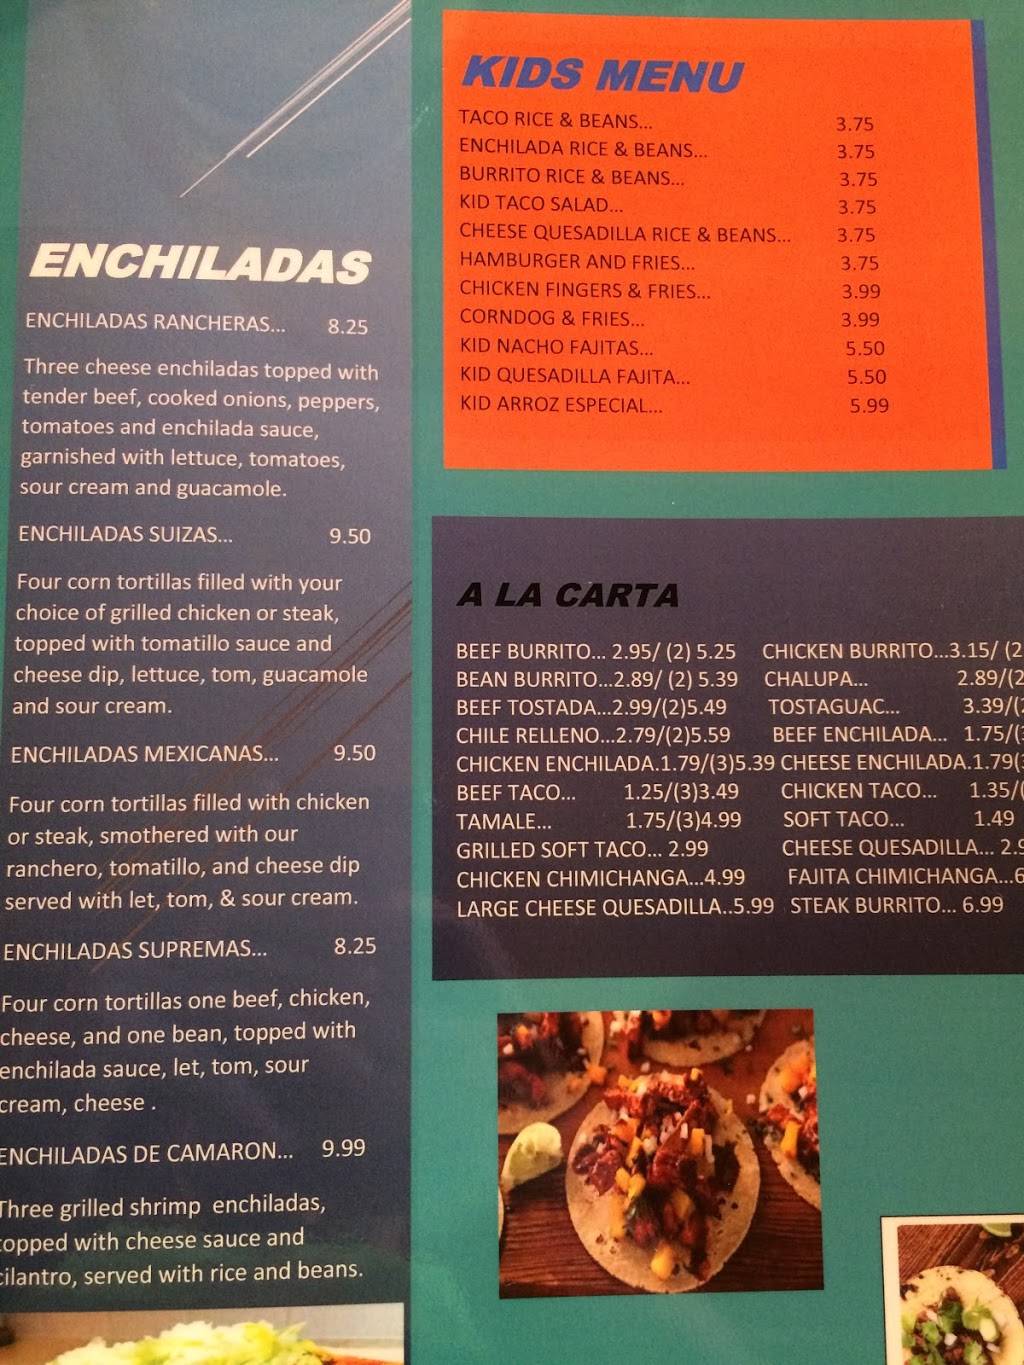 ENCHILADAS
ENCHILADAS RANCHERAS... 8.25
Three cheese enchiladas topped with
tender beef, cooked onions, peppers,
tomatoes and enchilada sauce,
garnished with lettuce, tomatoes,
sour cream and guacamole.
ENCHILADAS SUIZAS... 9.50
Four corn tortillas filled with your
choice of grilled chicken or steak,
topped with tomatillo sauce and
cheese dip, lettuce, tom, guacamole
and sour cream.
ENCHILADAS MEXICANAS... 9.50
Four corn tortillas filled with chicken
or steak, smothered with our
ranchero, tomatillo, and cheese dip
served with let, tom, & sour cream.
ENCHILADAS SUPREMAS... 8.25
Four corn tortillas one beef, chicken,
cheese, and one bean, topped with
enchilada sauce, let, tom, sour
cream, cheese .
ENCHILADAS DE CAMARON... 9.99
Three grilled shrimp enchiladas,
topped with cheese sauce and
cilantro, served with rice and beans.
KIDS MENU
TACO RICE & BEANS... 3.75
ENCHILADA RICE & BEANS... 3.75
BURRITO RICE & BEANS... 3.75
KID TACO SALAD... 3.75
CHEESE QUESADILLA RICE & BEANS... 3.75
HAMBURGER AND FRIES... 3.75
CHICKEN FINGERS & FRIES... 3.99
CORNDOG & FRIES... 3.99
KID NACHO FAJITAS... 5.50
KID QUESADILLA FAJITA... 5.50
KID ARROZ ESPECIAL... 5.99
A LA CARTA
BEEF BURRITO... 2.95/ (2) 5.25 CHICKEN BURRITO...3.15/ (2
BEAN BURRITO...2.89/ (2) 5.39 CHALUPA... 2.89/(2
BEEF TOSTADA...2.99/(2)5.49 TOSTAGUAC... 3.39/(2
CHILE RELLENO...2.79/(2)5.59 BEEF ENCHILADA... 1.75/(3
CHICKEN ENCHILADA.1.79/(3)5.39 CHEESE ENCHILADA.1.79(3
BEEF TACO... 1.25/(3)3.49 CHICKEN TACO... 1.35/(
TAMALE... 1.75/(3)4.99 SOFT TACO... 1.49
GRILLED SOFT TACO... 2.99 CHEESE QUESADILLA... 2.9
CHICKEN CHIMICHANGA...4.99 FAJITA CHIMICHANGA...6
LARGE CHEESE QUESADILLA..5.99 STEAK BURRITO... 6.99